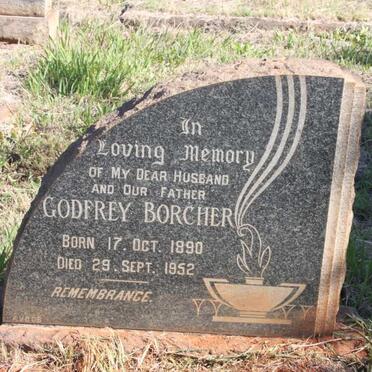 In
Loving Memory
OF MY DEAR HUSBAND
AND OUR FATHER
GODFREY BORCHER
BORN 17. OCT. 1890
DIED 29. SEPT. 1952
REMEMBRANCE.